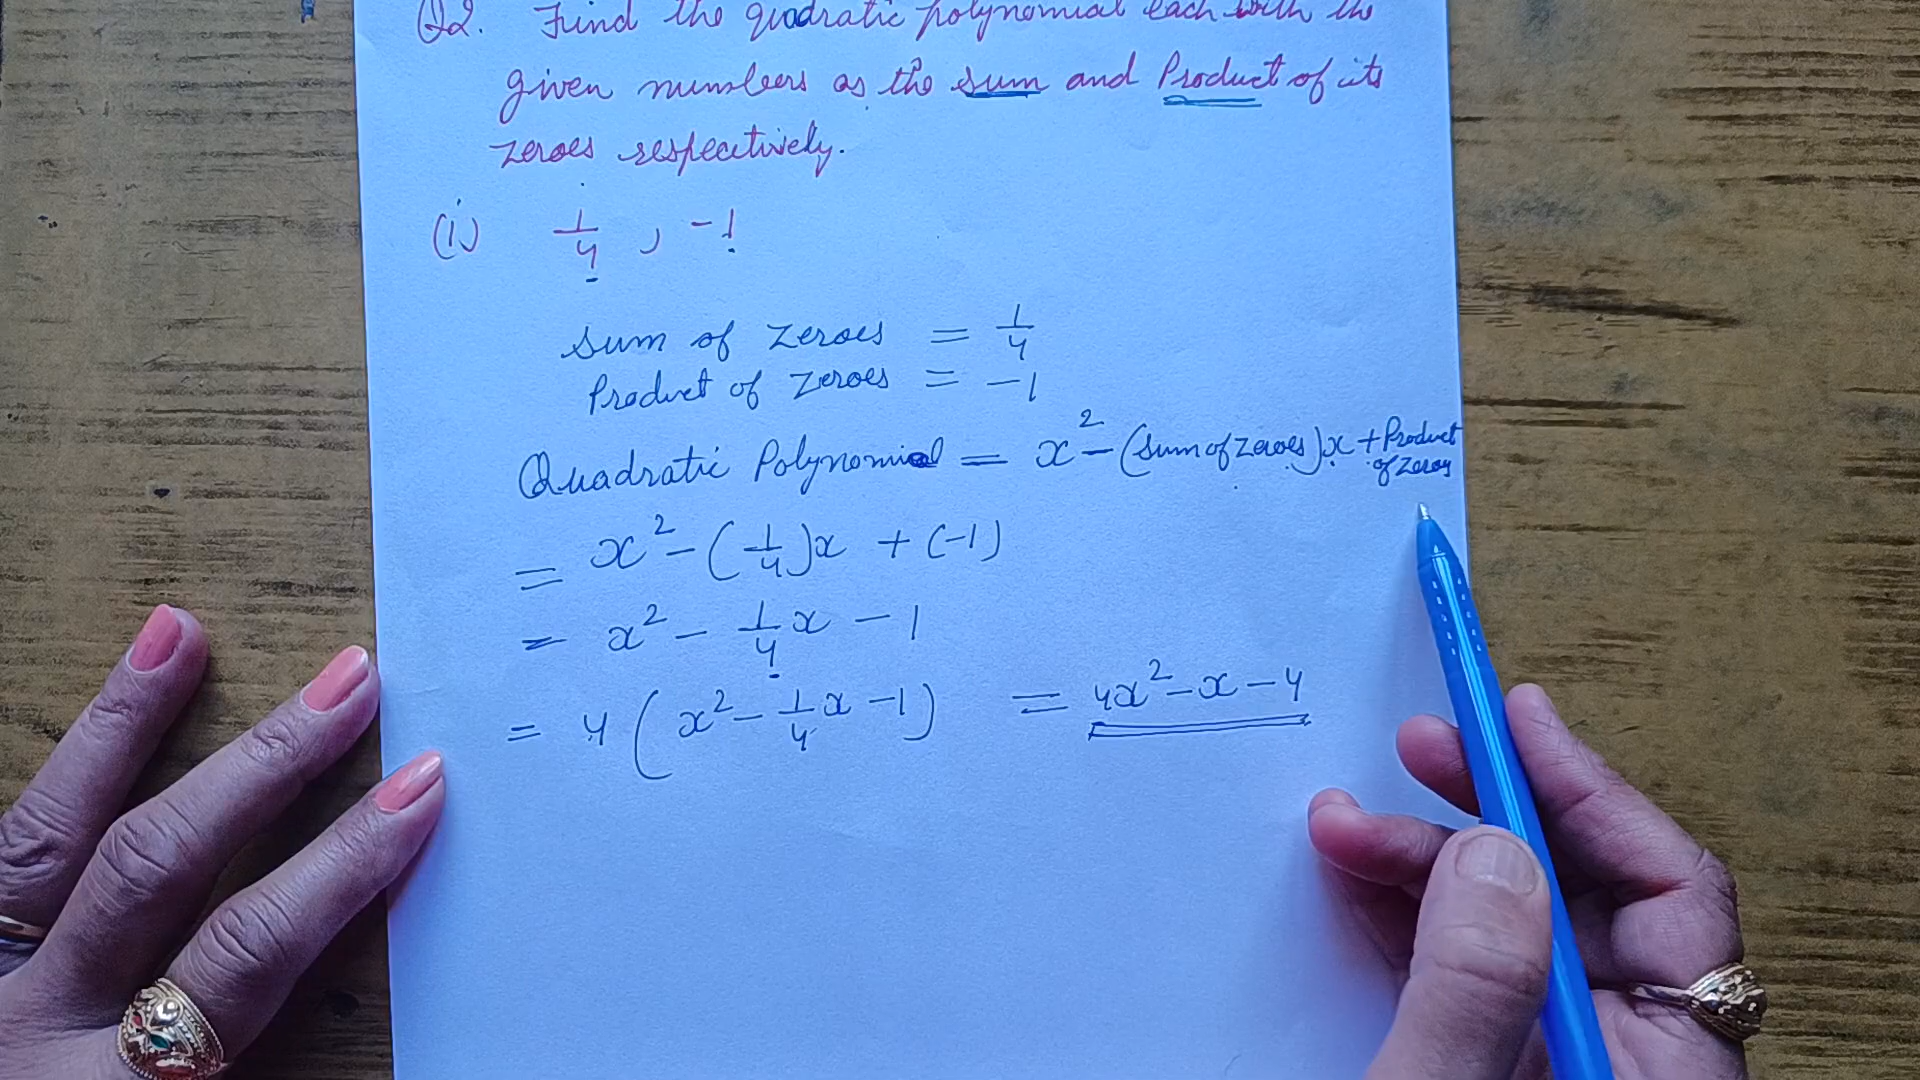 Q2. Find the quadratic polynomial each with the
given numbers as the sum and Product of its
zeroes respectively.
(i) 1/4 , -1
Sum of Zeroes = 1/4
Product of Zeroes = -1
Quadratic Polynomial = x² - (Sum of Zeroes)x + Product of Zeroes
= x² - (1/4)x + (-1)
= x² - 1/4 x - 1
= 4(x² - 1/4 x - 1) = 4x² - x - 4